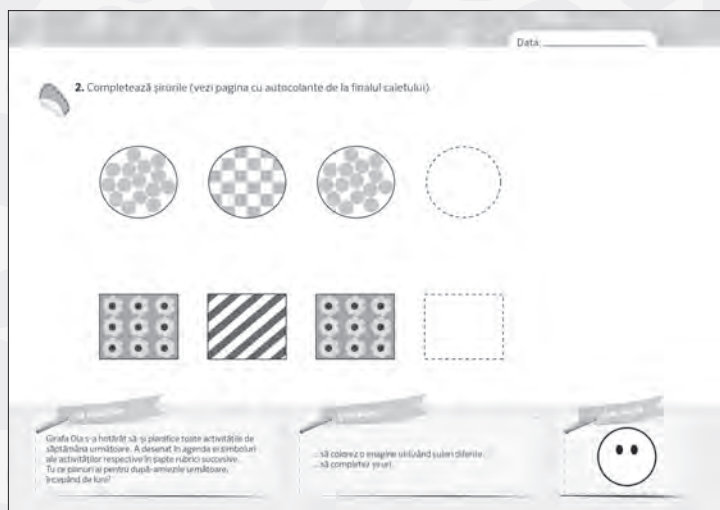 Data:
2. Completează șirurile (vezi pagina cu autocolante de la finalul caietului).
Girafa Ola s-a hotărât să-și planifice toate activitățile de
săptămâna următoare. A desenat în agenda ei simboluri
ale activităților respective în șapte rubrici succesive.
Tu ce planuri ai pentru după-amiezile următoare,
începând de luni?
... să colorez o imagine utilizând culori diferite.
... să completez șiruri.